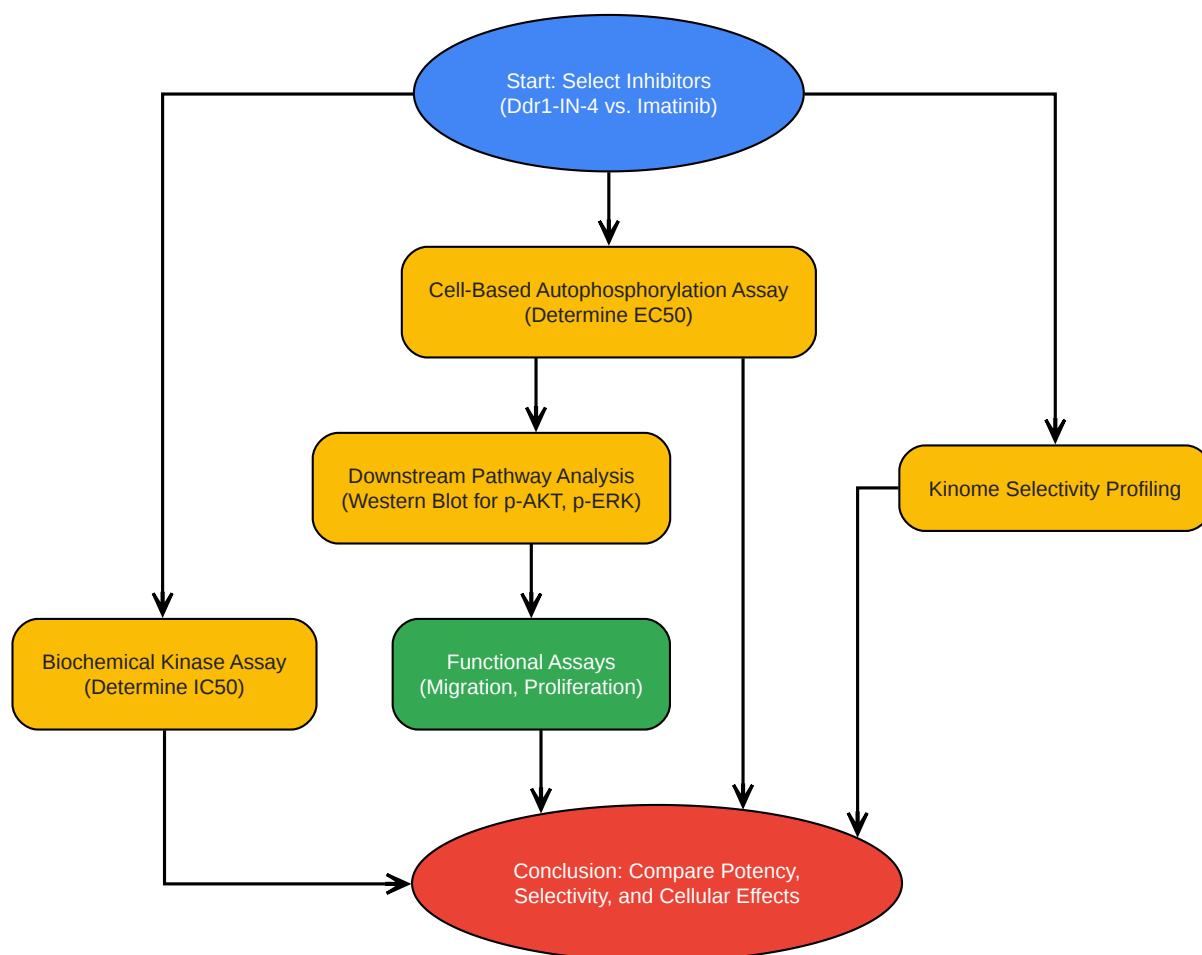 Start: Select Inhibitors
(Ddr1-IN-4 vs. Imatinib)
Cell-Based Autophosphorylation Assay
(Determine EC50)
Downstream Pathway Analysis
(Western Blot for p-AKT, p-ERK)
Kinome Selectivity Profiling
Biochemical Kinase Assay
(Determine IC50)
Functional Assays
(Migration, Proliferation)
Conclusion: Compare Potency,
Selectivity, and Cellular Effects